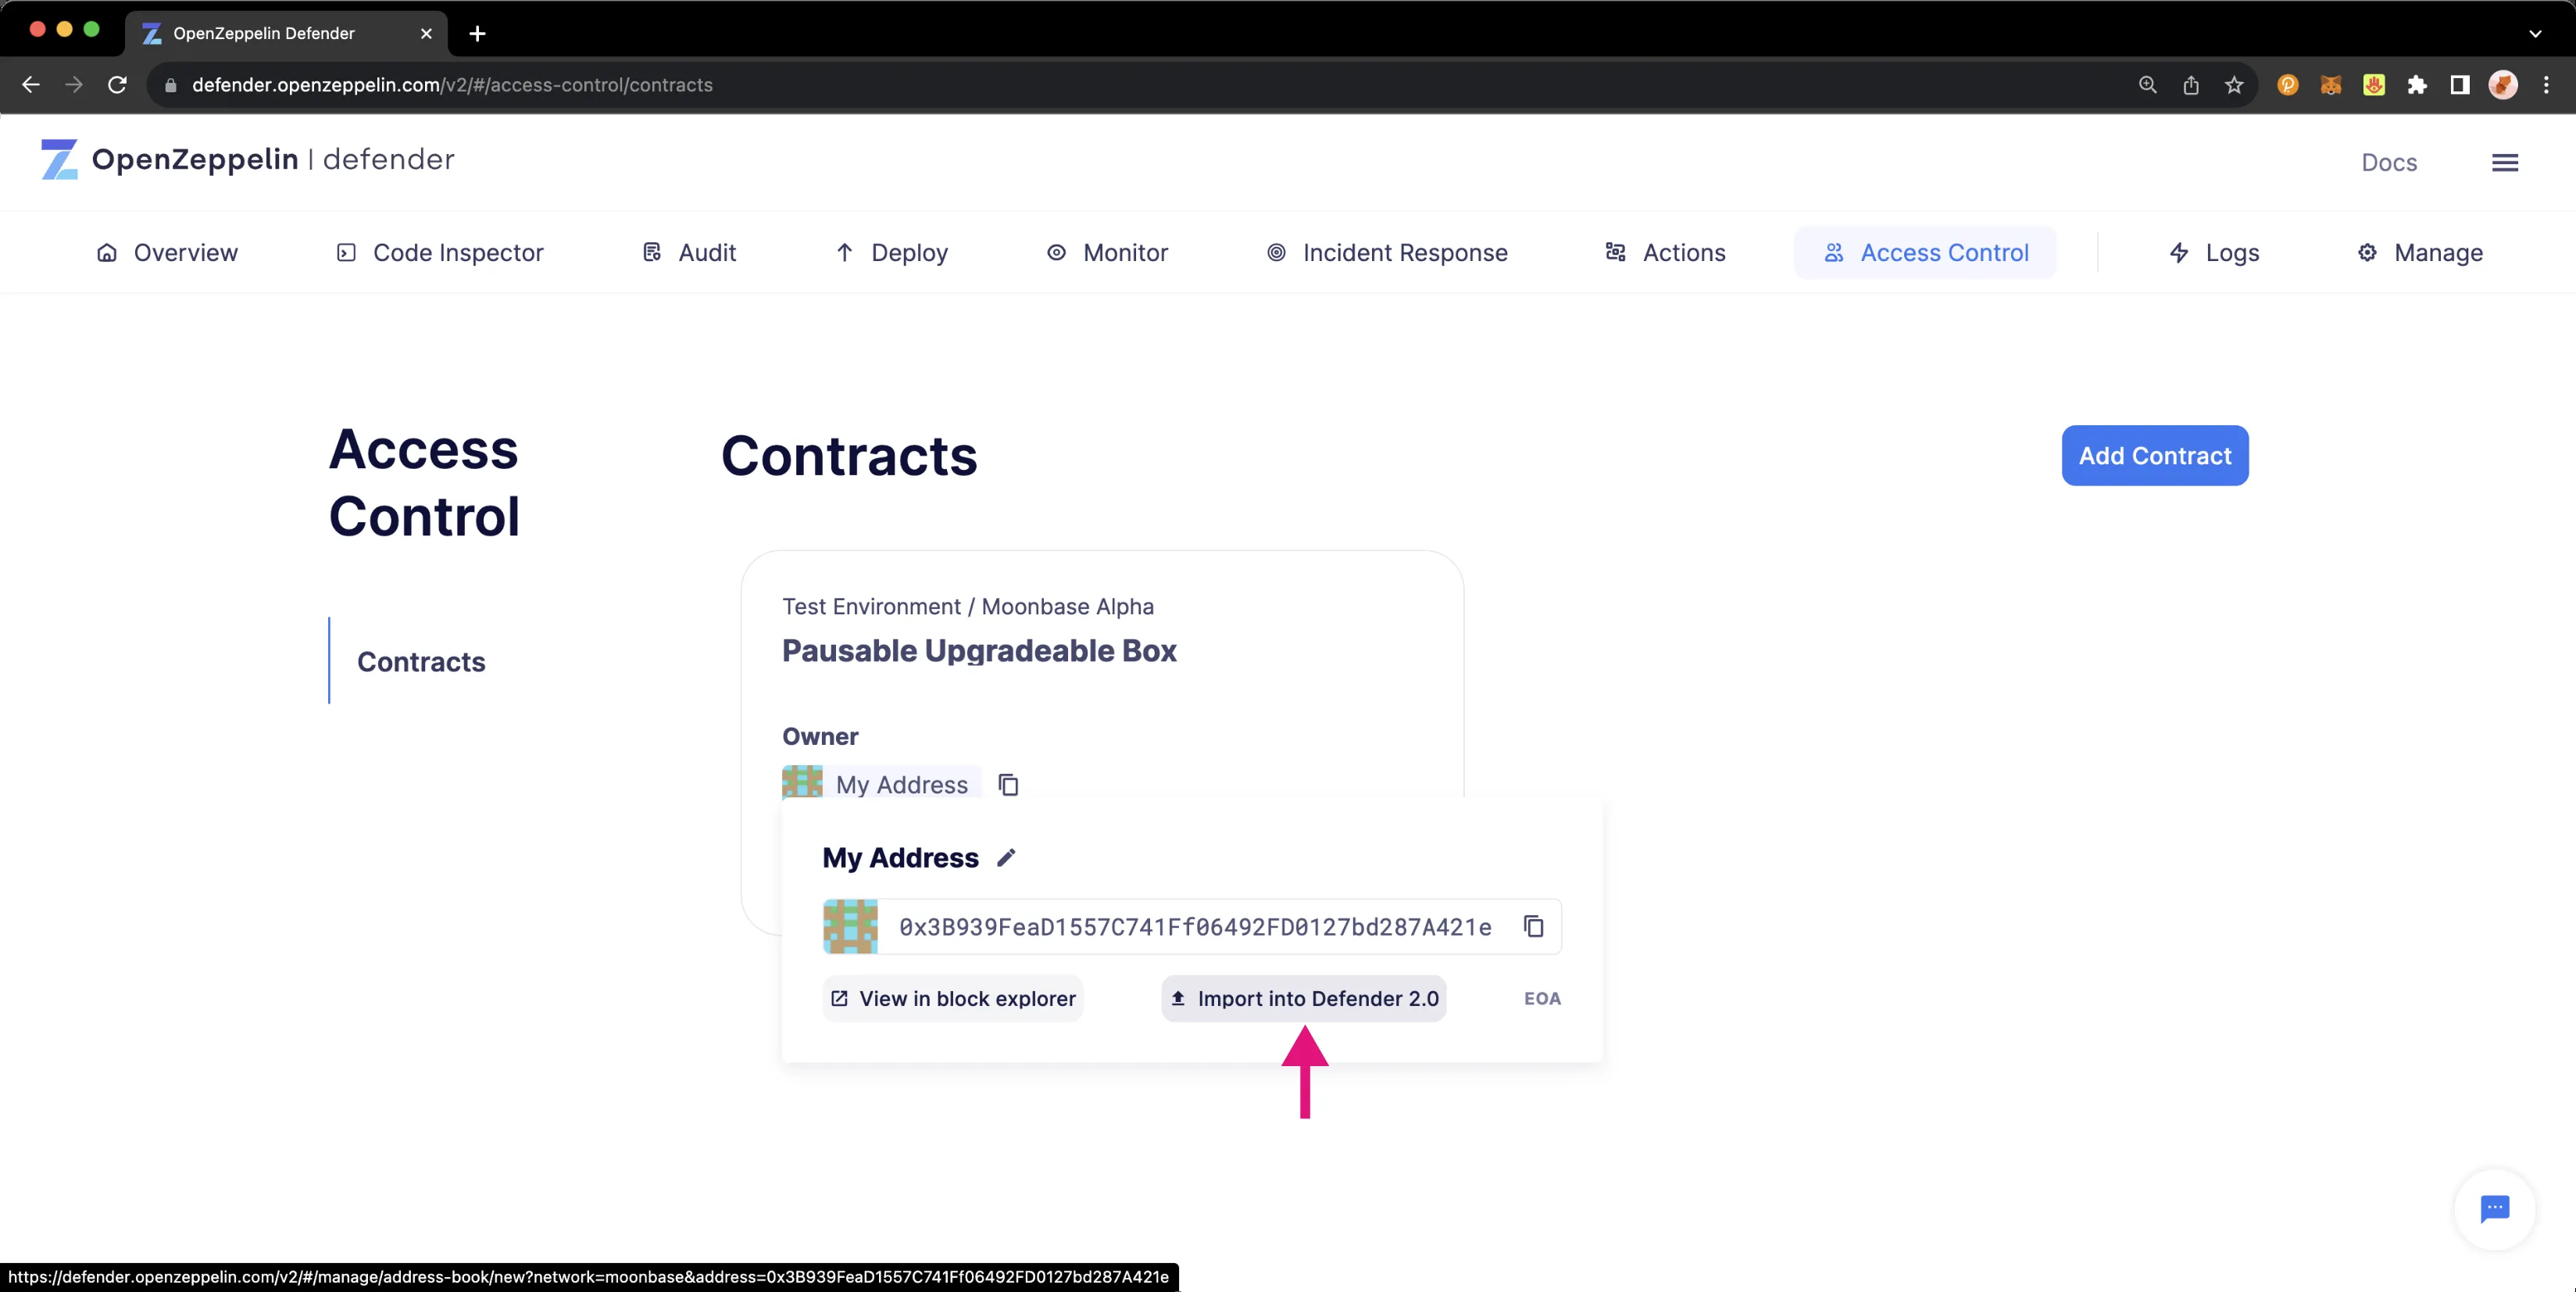 OpenZeppelin Defender
defender.openzeppelin.com/v2/#/access-control/contracts
OpenZeppelin | defender
Docs
Overview
Code Inspector
Audit
Deploy
Monitor
Incident Response
Actions
Access Control
Logs
Manage
Access
Control
Contracts
Contracts
Add Contract
Test Environment / Moonbase Alpha
Pausable Upgradeable Box
Owner
My Address
My Address
0x3B939FeaD1557C741Ff06492FD0127bd287A421e
View in block explorer
Import into Defender 2.0
EOA
https://defender.openzeppelin.com/v2/#/manage/address-book/new?network=moonbase&address=0x3B939FeaD1557C741Ff06492FD0127bd287A421e